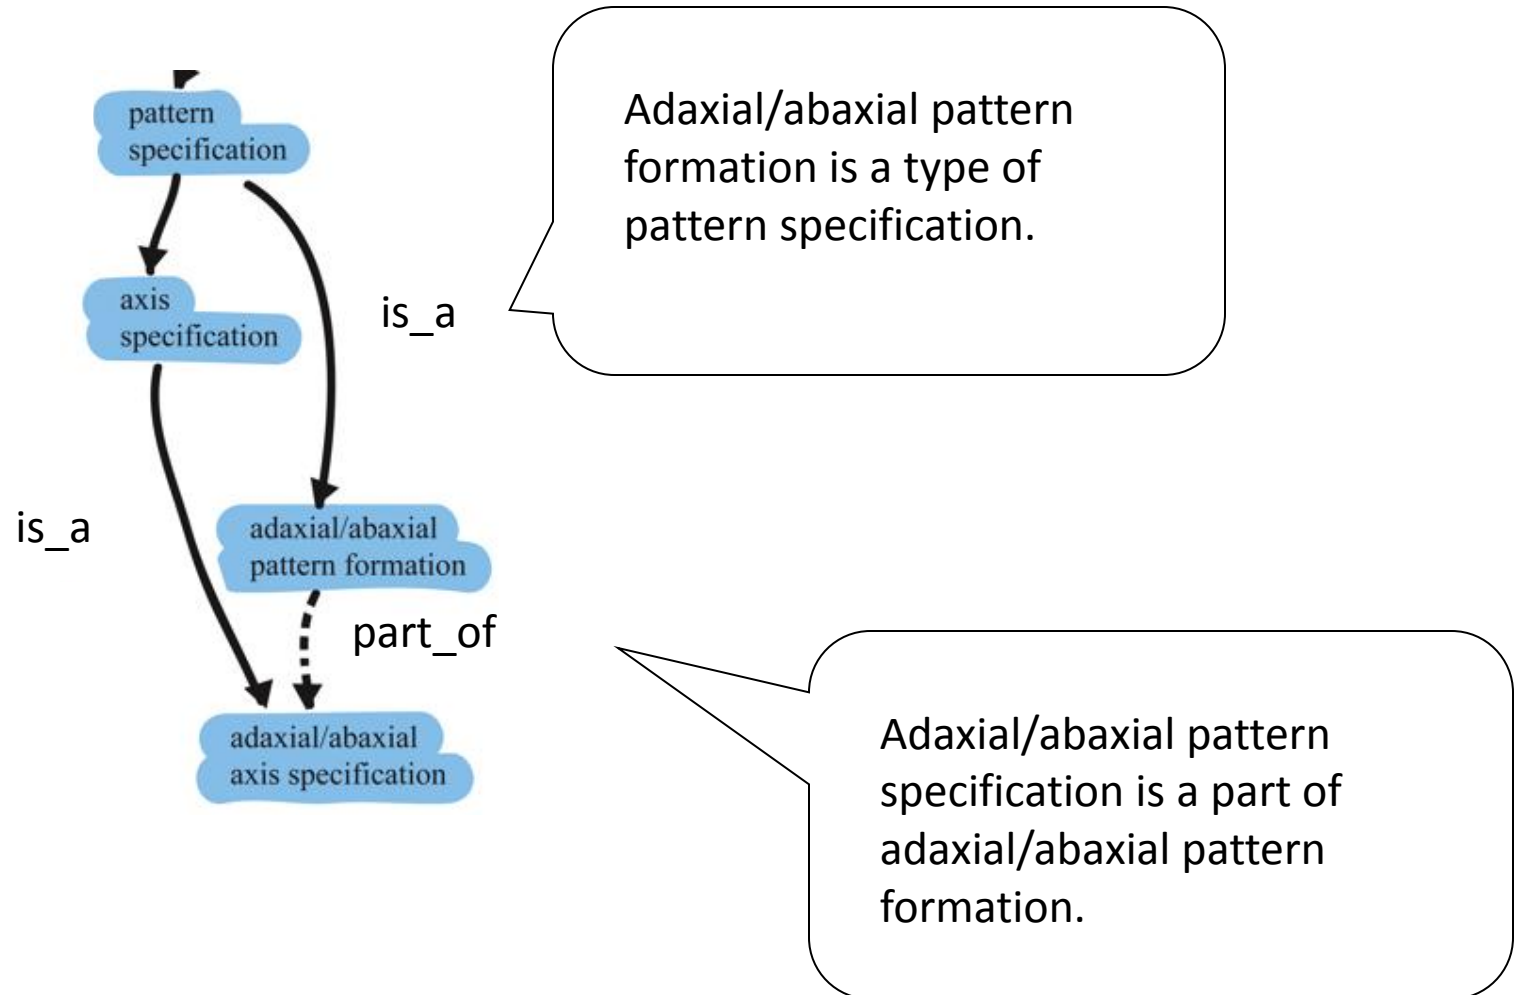 pattern
specification
axis
specification
is_a
Adaxial/abaxial pattern
formation is a type of
pattern specification.
is_a
adaxial/abaxial
pattern formation
part_of
adaxial/abaxial
axis specification
Adaxial/abaxial pattern
specification is a part of
adaxial/abaxial pattern
formation.